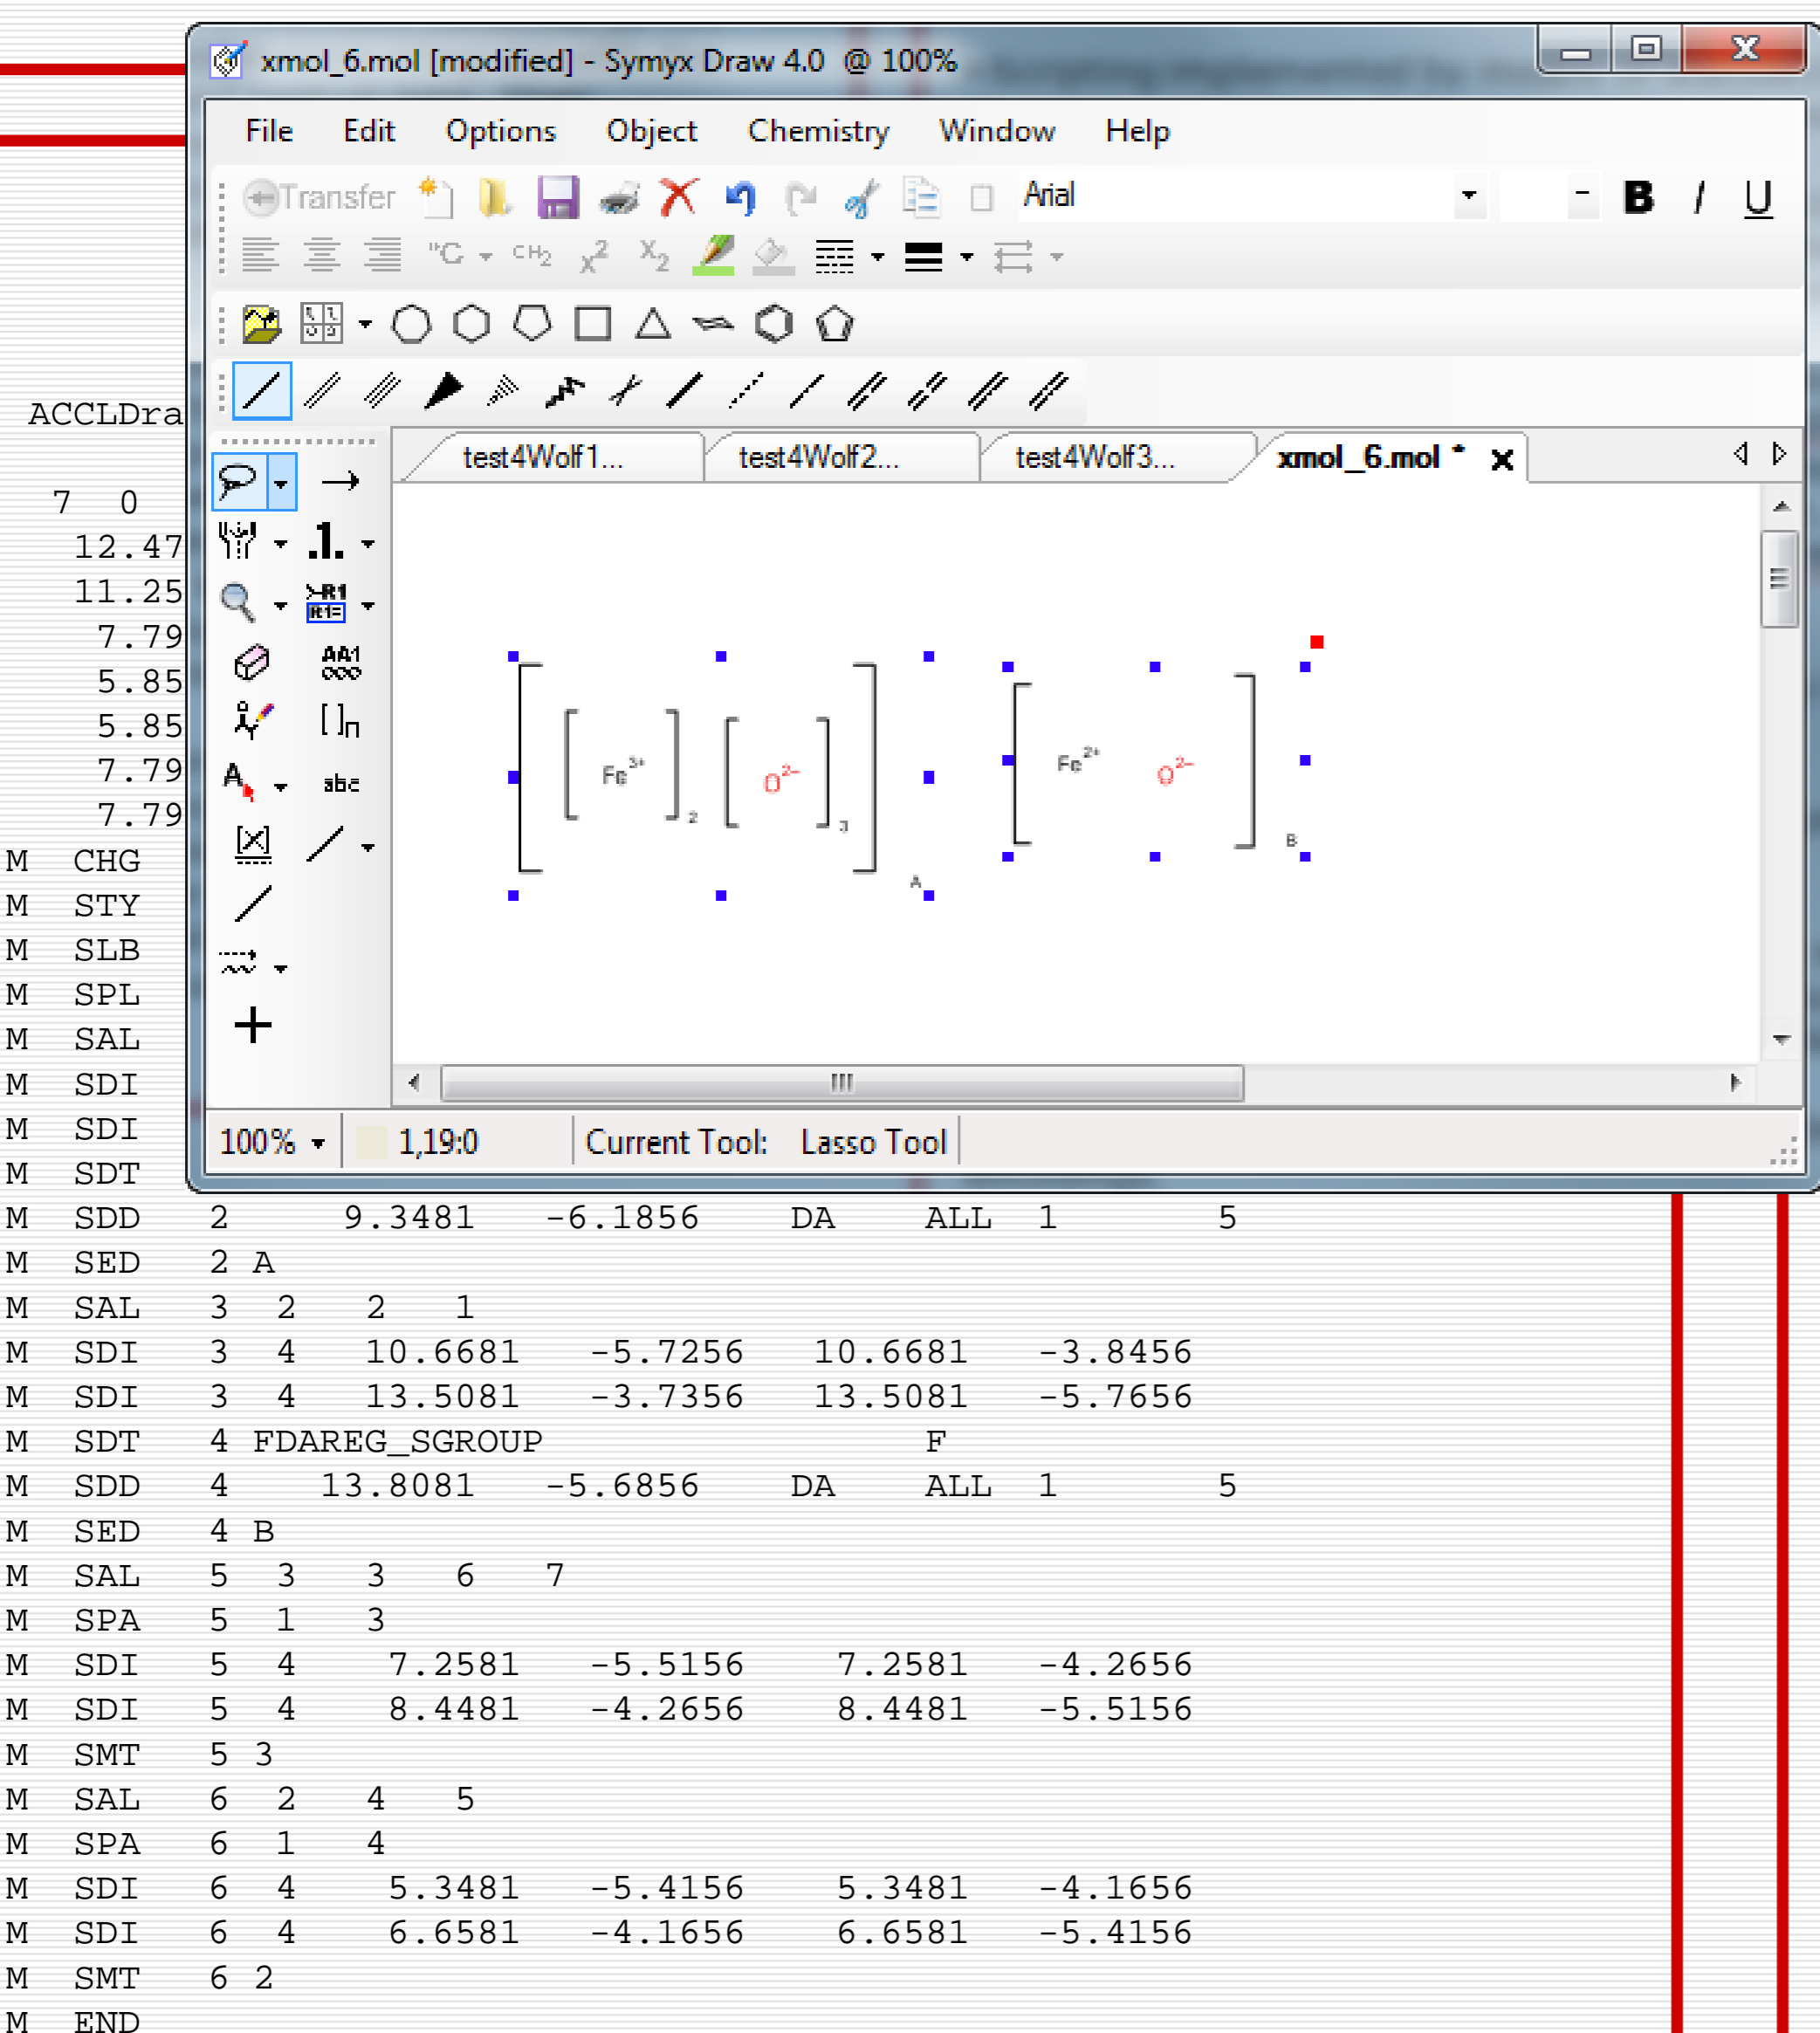 xmol_6.mol [modified] - Symyx Draw 4.0 @ 100%
File Edit Options Object Chemistry Window Help
Transfer Arial B I U
°C CH2 x² X₂
ACCLDra
test4Wolf1... test4Wolf2... test4Wolf3... xmol_6.mol * x
7 0
12.47
.1.
11.25
>R1
R1=
7.79
AA1
5.85
[ ]n
5.85
7.79
A abc
7.79
[X]
[ [ Fe³⁺ ]₂ [ O²⁻ ]₃ ] A
[ Fe²⁺ O²⁻ ] B
M CHG
M STY
M SLB
M SPL
M SAL
M SDI
M SDI
100% 1,19:0 Current Tool: Lasso Tool
M SDT
M SDD 2 9.3481 -6.1856 DA ALL 1 5
M SED 2 A
M SAL 3 2 2 1
M SDI 3 4 10.6681 -5.7256 10.6681 -3.8456
M SDI 3 4 13.5081 -3.7356 13.5081 -5.7656
M SDT 4 FDAREG_SGROUP F
M SDD 4 13.8081 -5.6856 DA ALL 1 5
M SED 4 B
M SAL 5 3 3 6 7
M SPA 5 1 3
M SDI 5 4 7.2581 -5.5156 7.2581 -4.2656
M SDI 5 4 8.4481 -4.2656 8.4481 -5.5156
M SMT 5 3
M SAL 6 2 4 5
M SPA 6 1 4
M SDI 6 4 5.3481 -5.4156 5.3481 -4.1656
M SDI 6 4 6.6581 -4.1656 6.6581 -5.4156
M SMT 6 2
M END